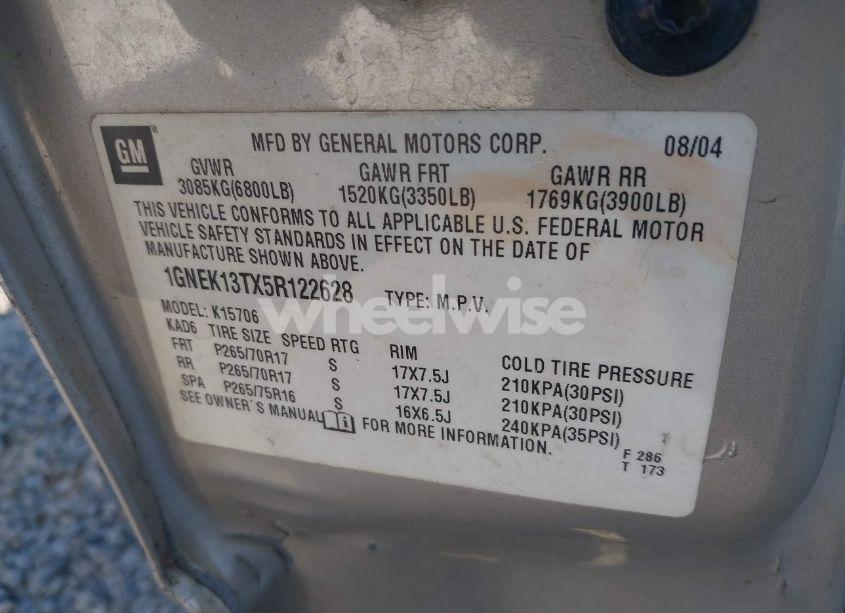 GM
MFD BY GENERAL MOTORS CORP. 08/04
GVWR GAWR FRT GAWR RR
3085KG(6800LB) 1520KG(3350LB) 1769KG(3900LB)
THIS VEHICLE CONFORMS TO ALL APPLICABLE U.S. FEDERAL MOTOR
VEHICLE SAFETY STANDARDS IN EFFECT ON THE DATE OF
MANUFACTURE SHOWN ABOVE.
1GNEK13TX5R122628 TYPE: M.P.V.
MODEL: K15706
KAD6 TIRE SIZE SPEED RTG RIM COLD TIRE PRESSURE
FRT P265/70R17 S 17X7.5J 210KPA(30PSI)
RR P265/70R17 S 17X7.5J 210KPA(30PSI)
SPA P265/75R16 S 16X6.5J 240KPA(35PSI)
SEE OWNER'S MANUAL FOR MORE INFORMATION.
F 286
T 173
wheelwise